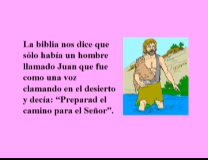 La biblia nos dice que
sólo había un hombre
llamado Juan que fue
como una voz
clamando en el desierto
y decía: “Preparad el
camino para el Señor”.